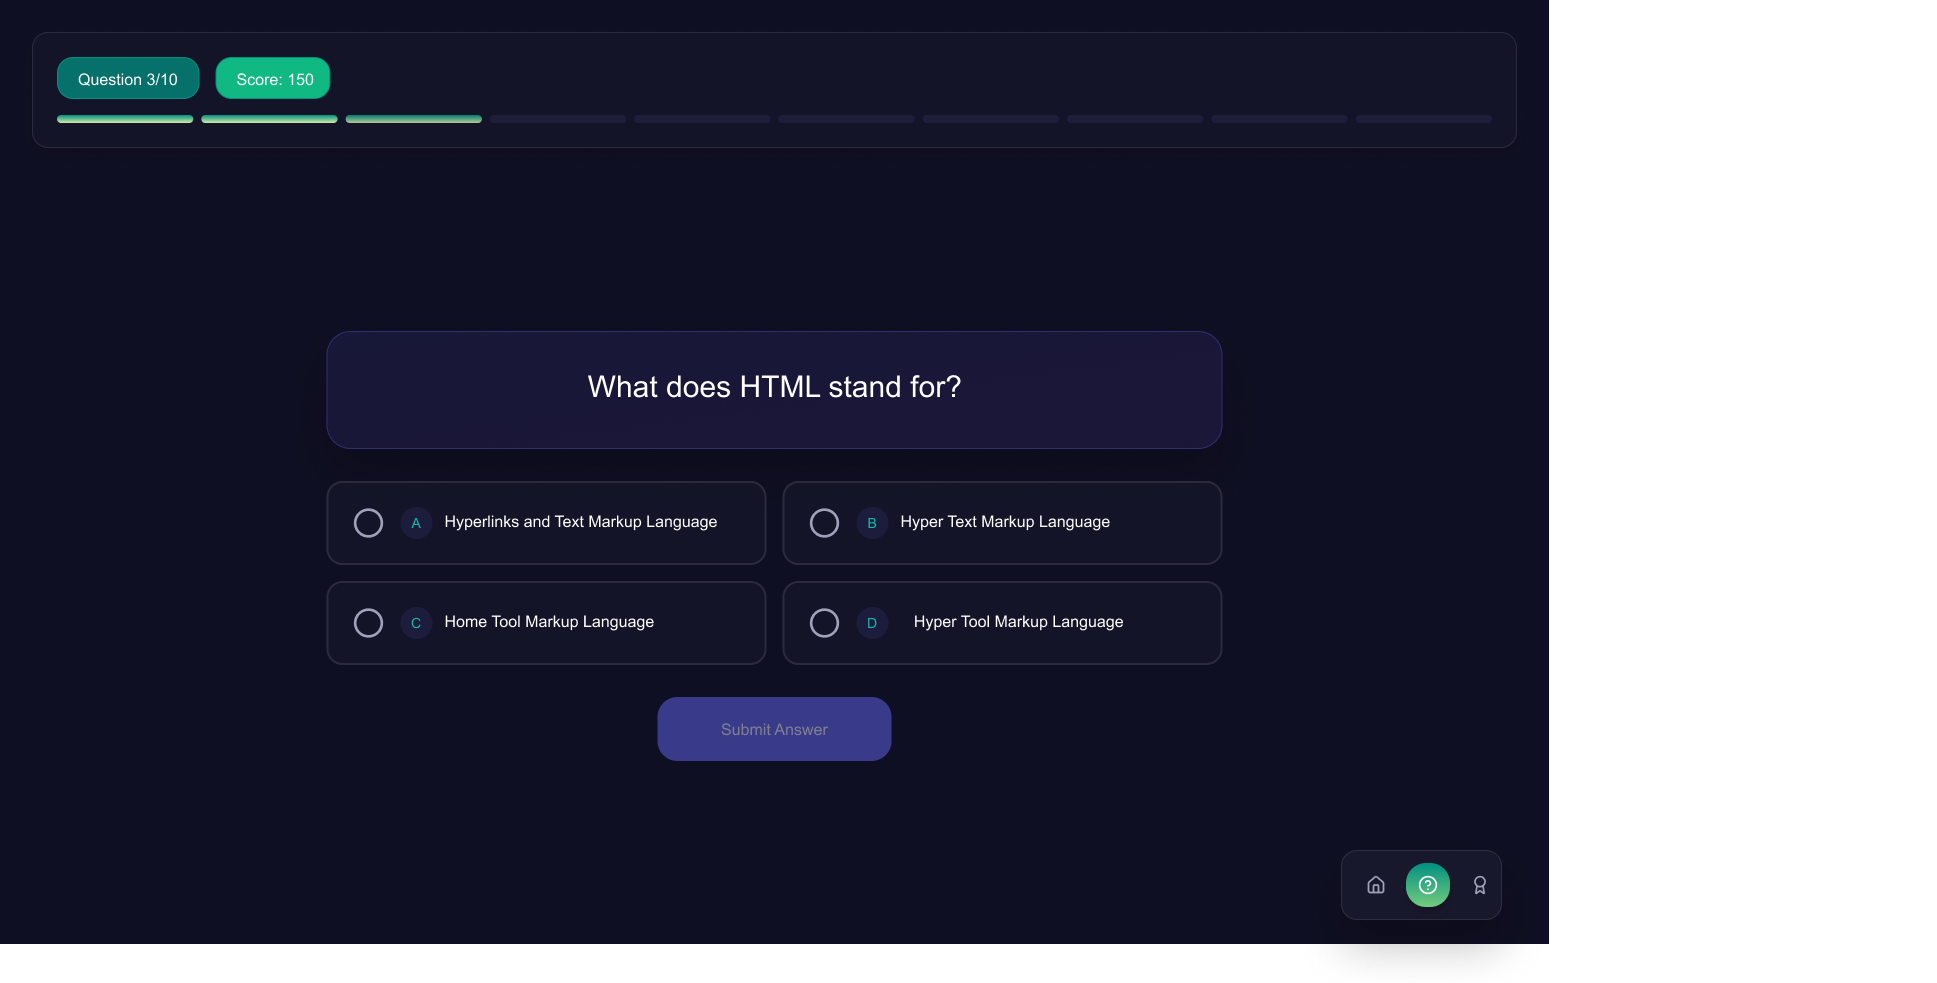 Question 3/10
Score: 150
What does HTML stand for?
A Hyperlinks and Text Markup Language
B Hyper Text Markup Language
C Home Tool Markup Language
D Hyper Tool Markup Language
Submit Answer